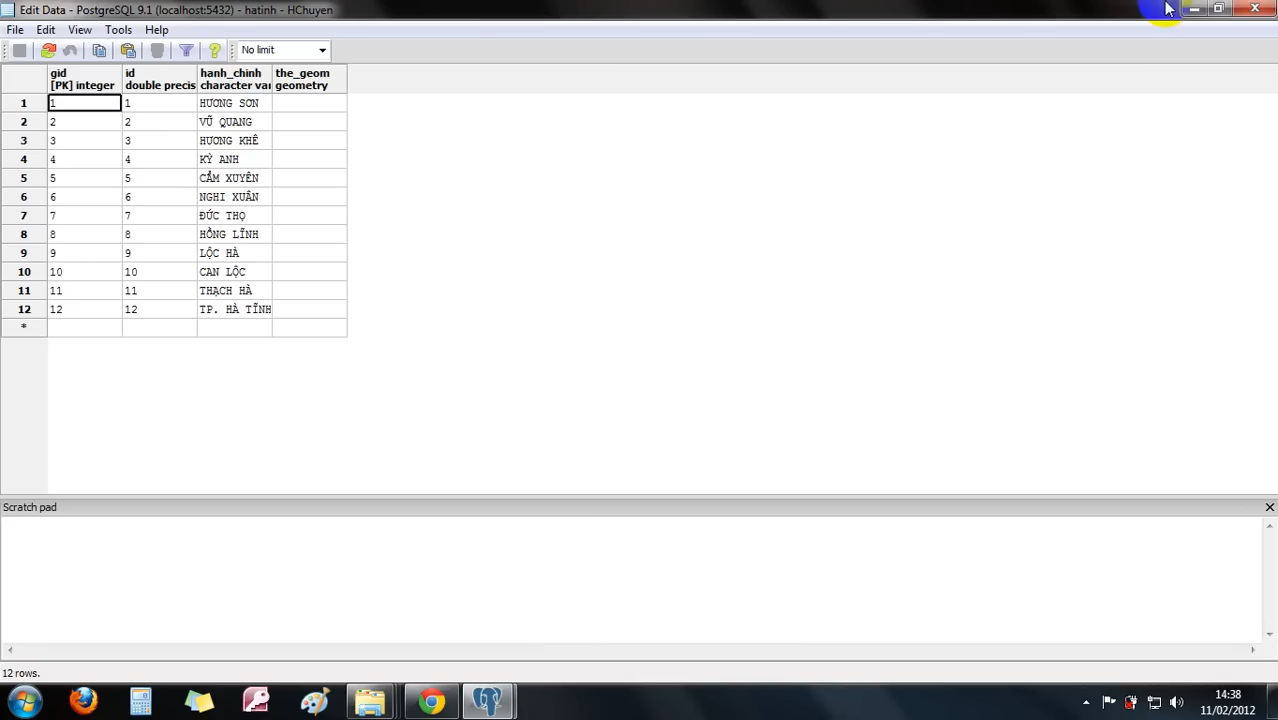 Edit Data - PostgreSQL 9.1 (localhost:5432) - hatinh - HChuyen
File Edit View Tools Help
No limit
gid id hanh_chinh the_geom
[PK] integer double precis character var geometry
1 1 1 HƯƠNG SƠN
2 2 2 VŨ QUANG
3 3 3 HƯƠNG KHÊ
4 4 4 KỲ ANH
5 5 5 CẨM XUYÊN
6 6 6 NGHI XUÂN
7 7 7 ĐỨC THỌ
8 8 8 HỒNG LĨNH
9 9 9 LỘC HÀ
10 10 10 CAN LỘC
11 11 11 THẠCH HÀ
12 12 12 TP. HÀ TĨNH
*
Scratch pad
12 rows.
14:38
11/02/2012